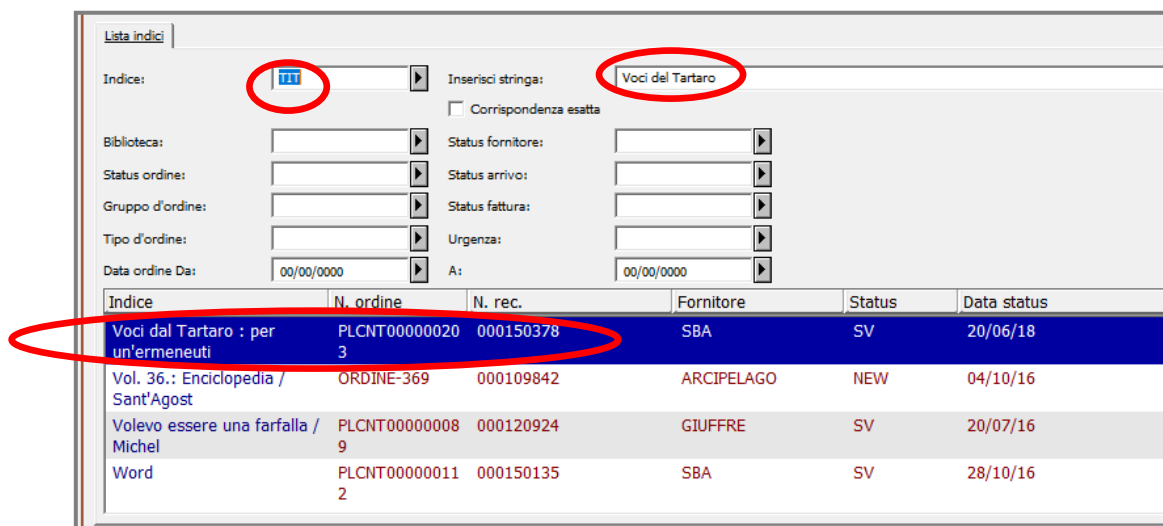 Lista indici
Indice: TIT Inserisci stringa: Voci del Tartaro
Corrispondenza esatta
Biblioteca: Status fornitore:
Status ordine: Status arrivo:
Gruppo d'ordine: Status fattura:
Tipo d'ordine: Urgenza:
Data ordine Da: 00/00/0000 A: 00/00/0000
Indice N. ordine N. rec. Fornitore Status Data status
Voci dal Tartaro : per PLCNT00000020 000150378 SBA SV 20/06/18
un'ermeneuti 3
Vol. 36.: Enciclopedia / ORDINE-369 000109842 ARCIPELAGO NEW 04/10/16
Sant'Agost
Volevo essere una farfalla / PLCNT00000008 000120924 GIUFFRE SV 20/07/16
Michel 9
Word PLCNT00000011 000150135 SBA SV 28/10/16
2